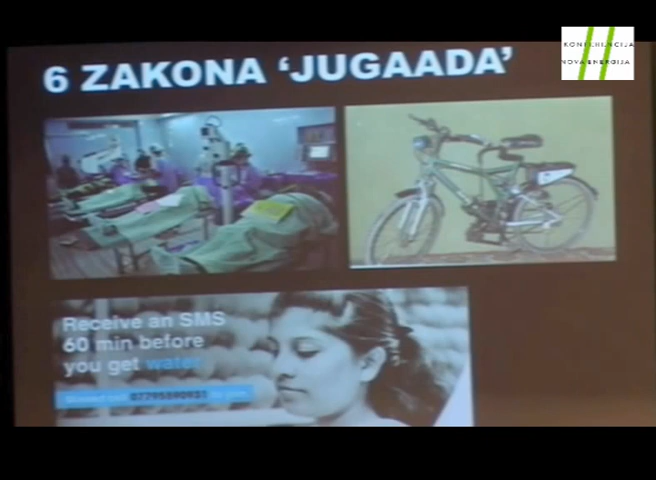 6 ZAKONA ‘JUGAADA’
KONFERENCIJA
NOVA ENERGIJA
Receive an SMS
60 min before
you get water